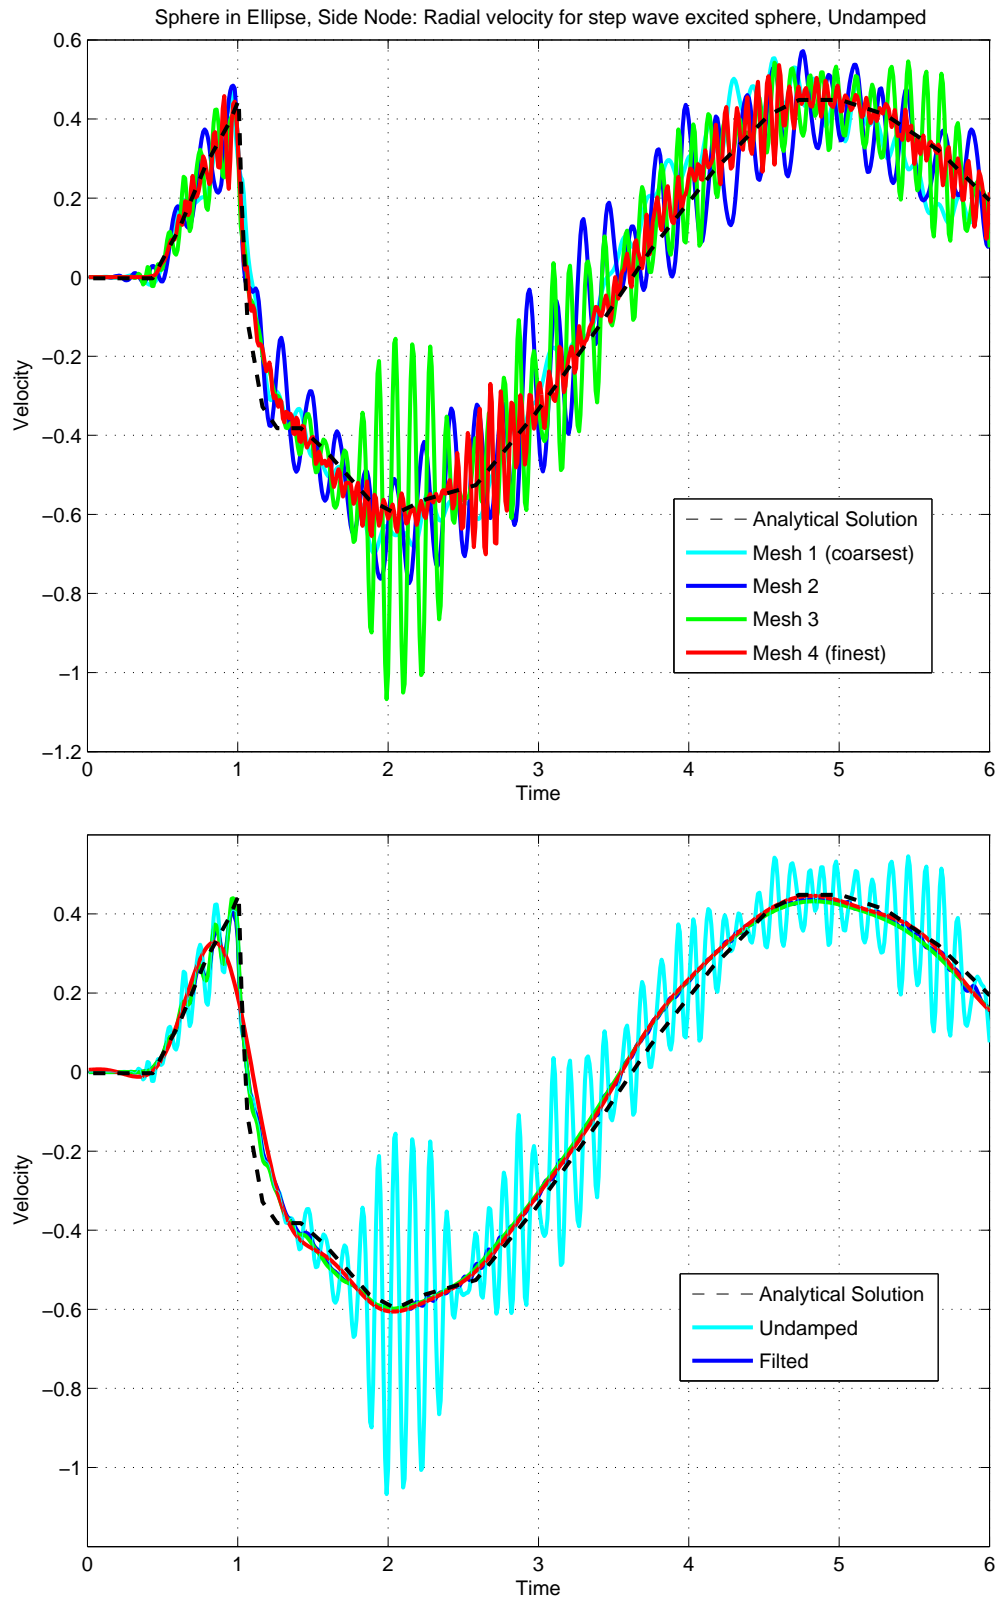 Sphere in Ellipse, Side Node: Radial velocity for step wave excited sphere, Undamped
0.6
0.4
0.2
0
−0.2
−0.4
−0.6
−0.8
−1
−1.2
Velocity
Analytical Solution
Mesh 1 (coarsest)
Mesh 2
Mesh 3
Mesh 4 (finest)
0 1 2 3 4 5 6
Time
0.4
0.2
0
−0.2
−0.4
−0.6
−0.8
−1
Velocity
Analytical Solution
Undamped
Filted
0 1 2 3 4 5 6
Time